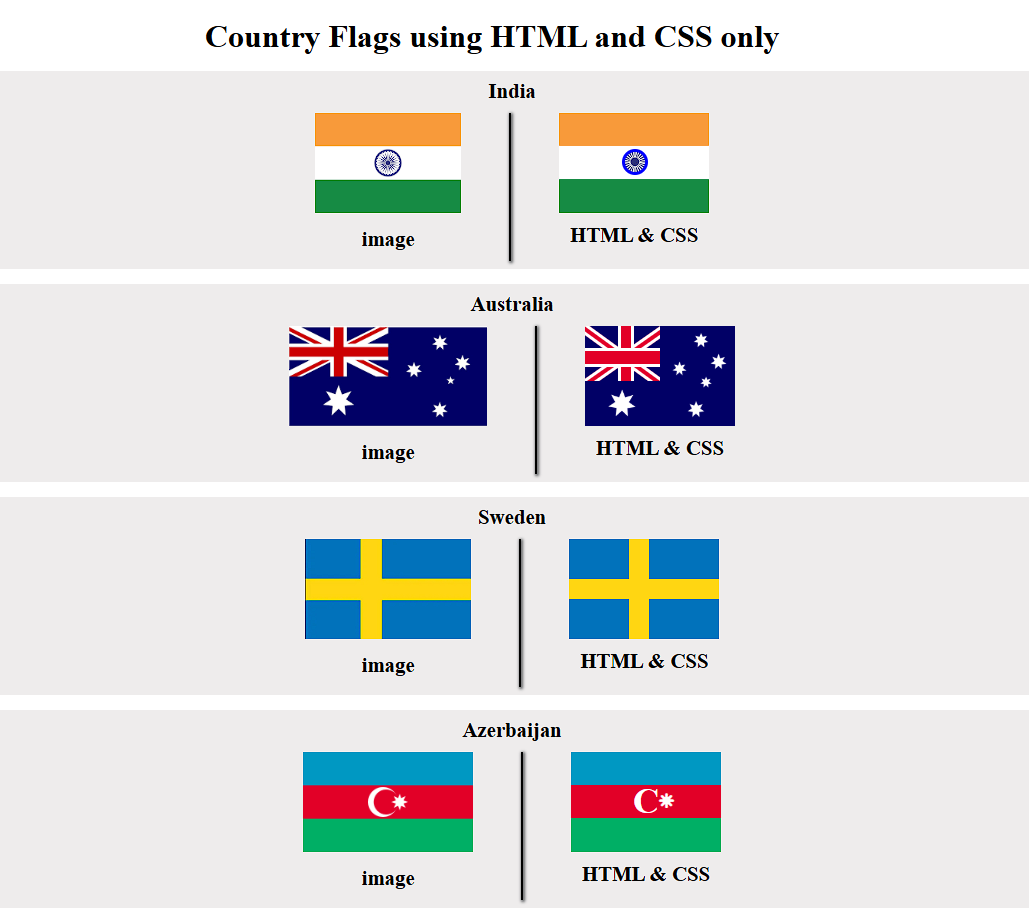 Country Flags using HTML and CSS only
India
image
HTML & CSS
Australia
image
HTML & CSS
Sweden
image
HTML & CSS
Azerbaijan
image
HTML & CSS